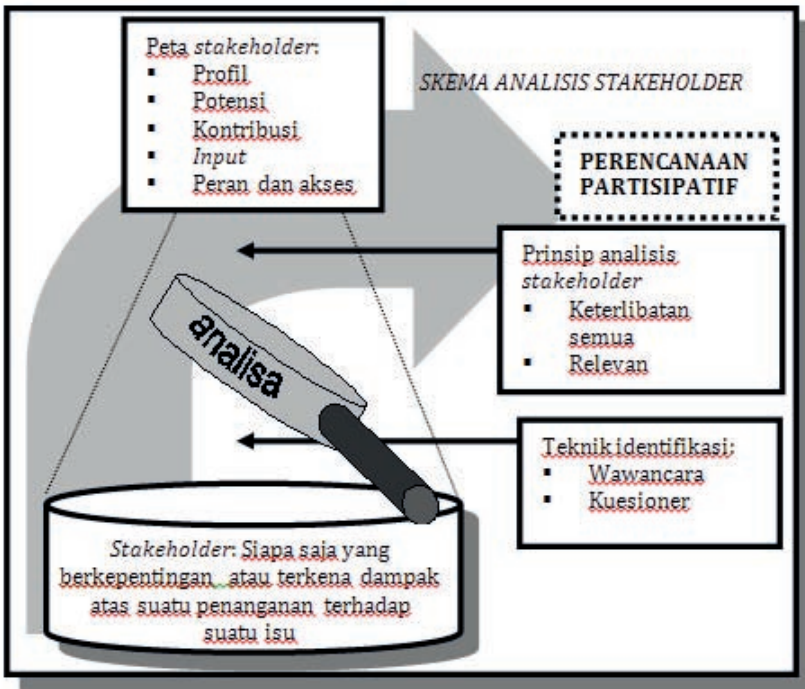 Peta stakeholder:
▪ Profil
▪ Potensi
▪ Kontribusi
▪ Input
▪ Peran dan akses
SKEMA ANALISIS STAKEHOLDER
PERENCANAAN
PARTISIPATIF
Prinsip analisis
stakeholder
▪ Keterlibatan
semua
▪ Relevan
analisa
Teknik identifikasi:
▪ Wawancara
▪ Kuesioner
Stakeholder: Siapa saja yang
berkepentingan atau terkena dampak
atas suatu penanganan terhadap
suatu isu